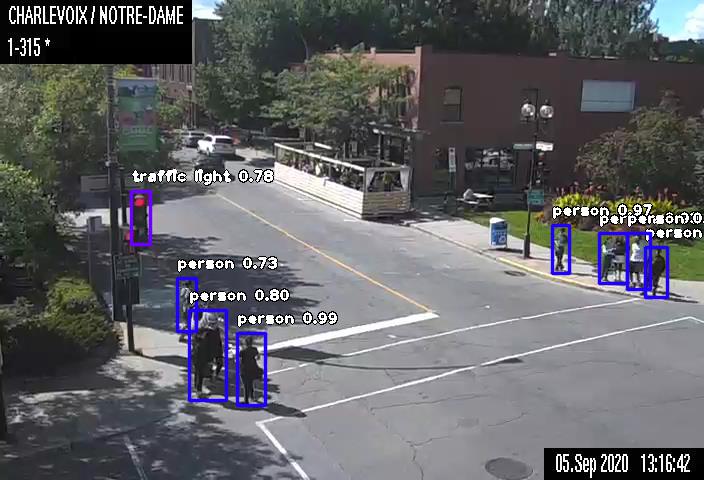 CHARLEVOIX / NOTRE-DAME
1-315 *
traffic light 0.78
person 0.97
person 0.73
person 0.80
person 0.99
person
05.Sep 2020 13:16:42